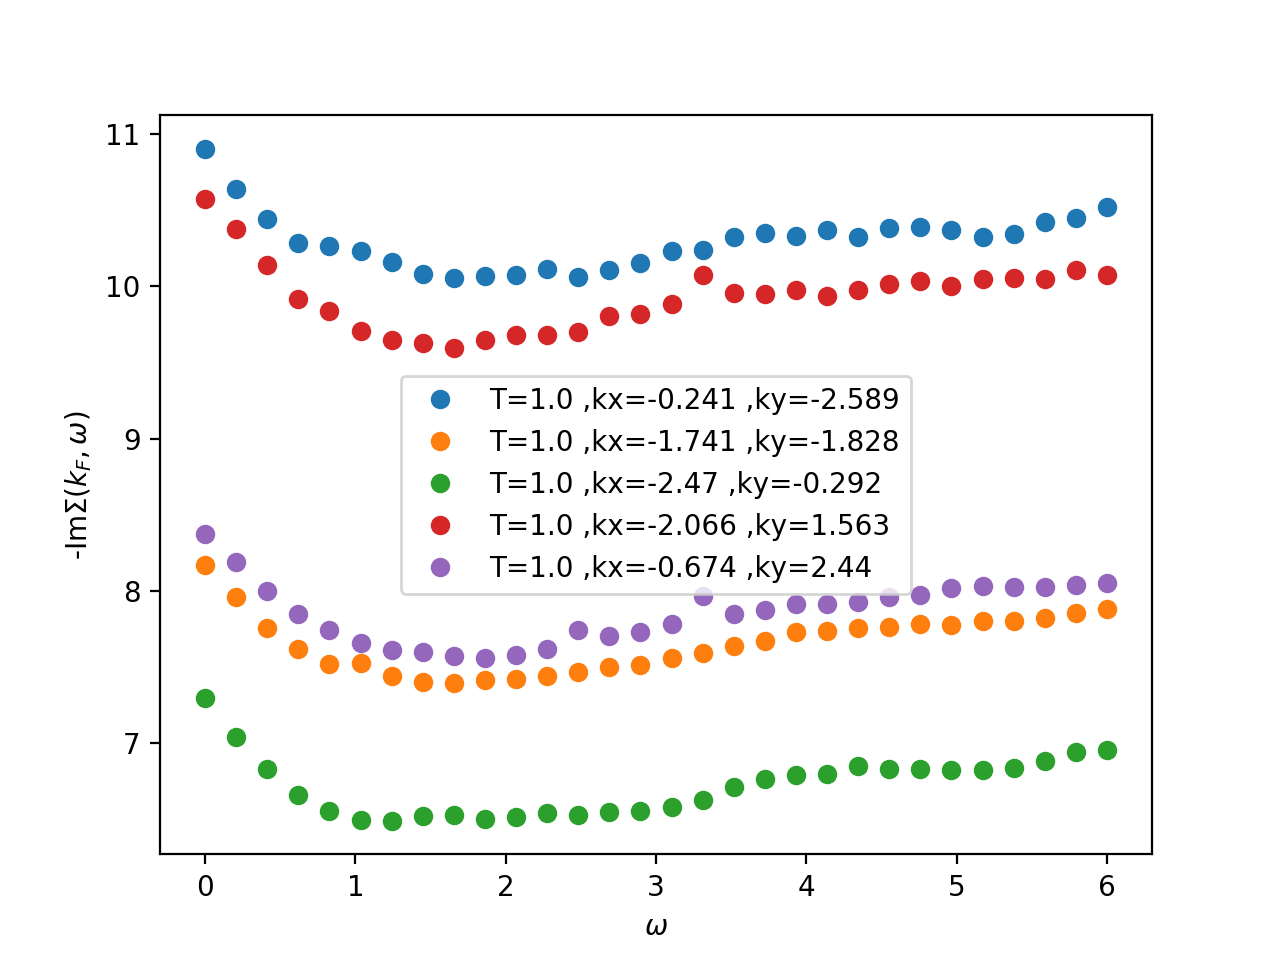 11
10
9
8
7
-ImΣ(k_F, ω)
T=1.0 ,kx=-0.241 ,ky=-2.589
T=1.0 ,kx=-1.741 ,ky=-1.828
T=1.0 ,kx=-2.47 ,ky=-0.292
T=1.0 ,kx=-2.066 ,ky=1.563
T=1.0 ,kx=-0.674 ,ky=2.44
0 1 2 3 4 5 6
ω